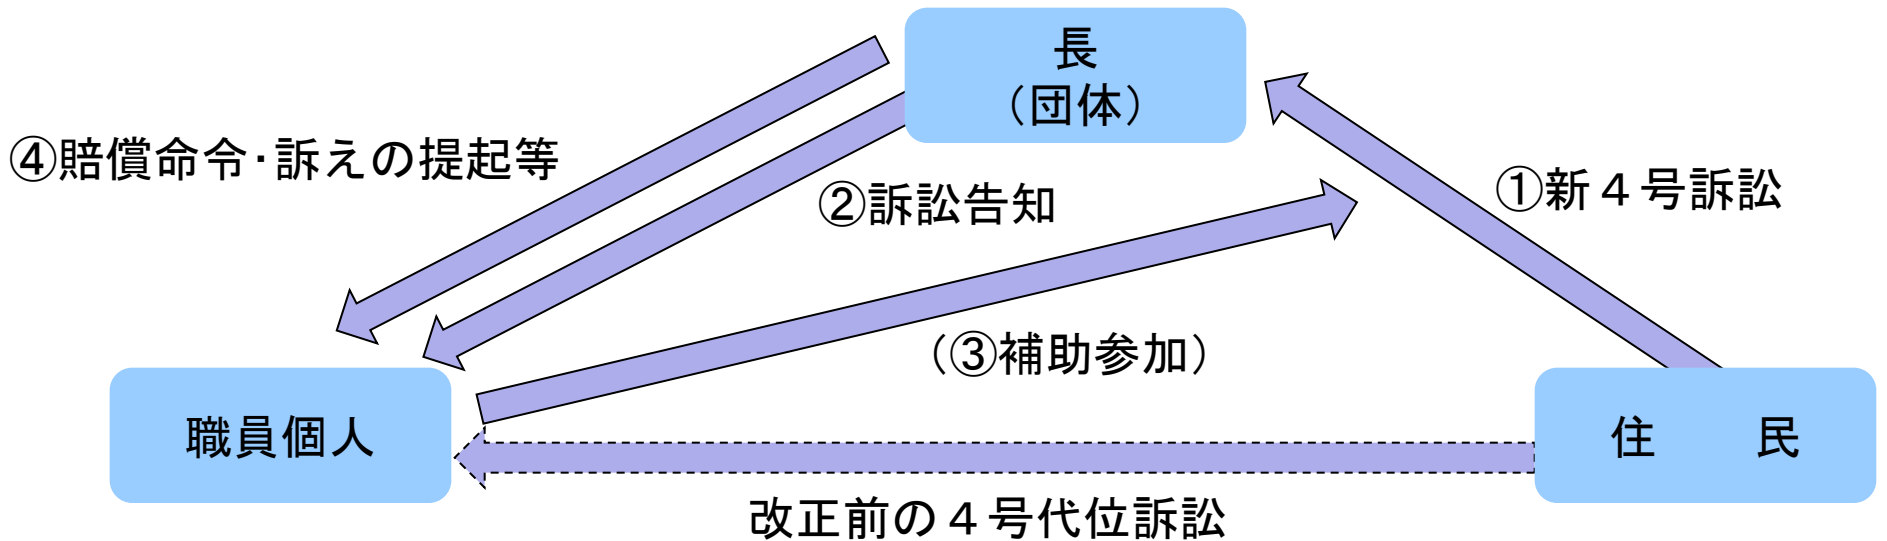 長
（団体）
④賠償命令･訴えの提起等
②訴訟告知
①新４号訴訟
（③補助参加）
職員個人
住　　民
改正前の４号代位訴訟